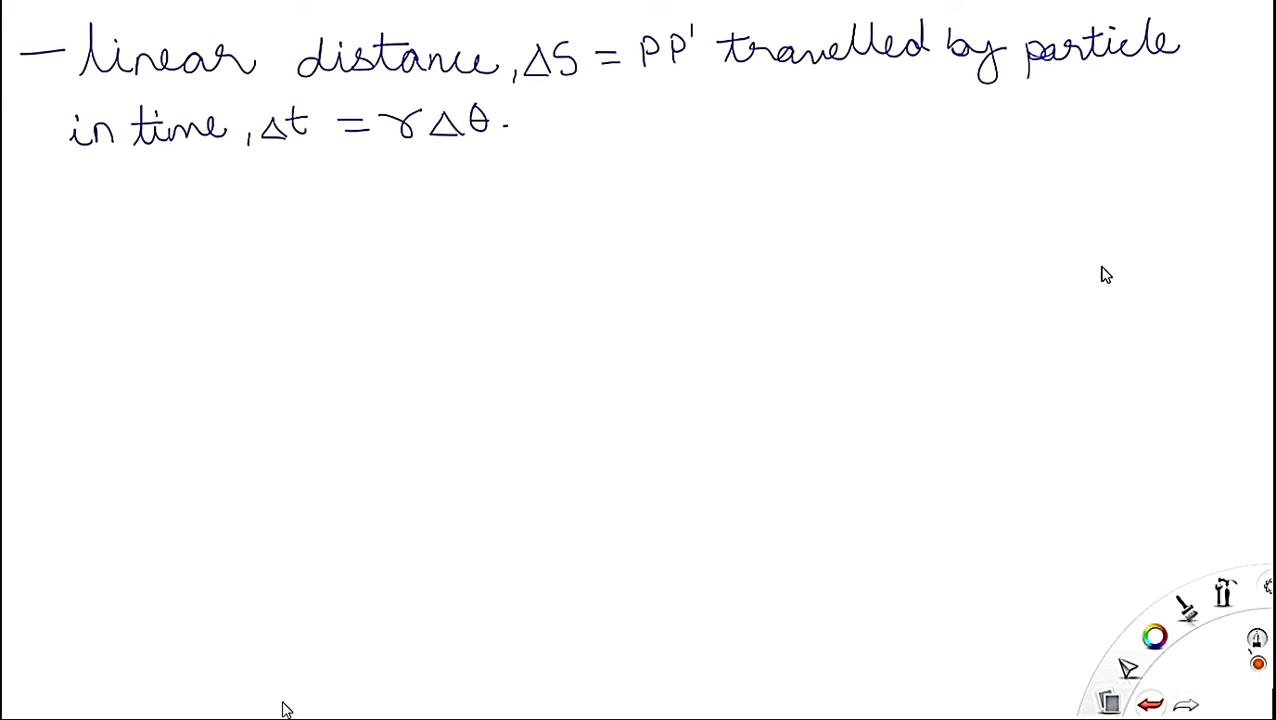 — linear distance, ΔS = PP' travelled by particle
in time, Δt = rΔθ.